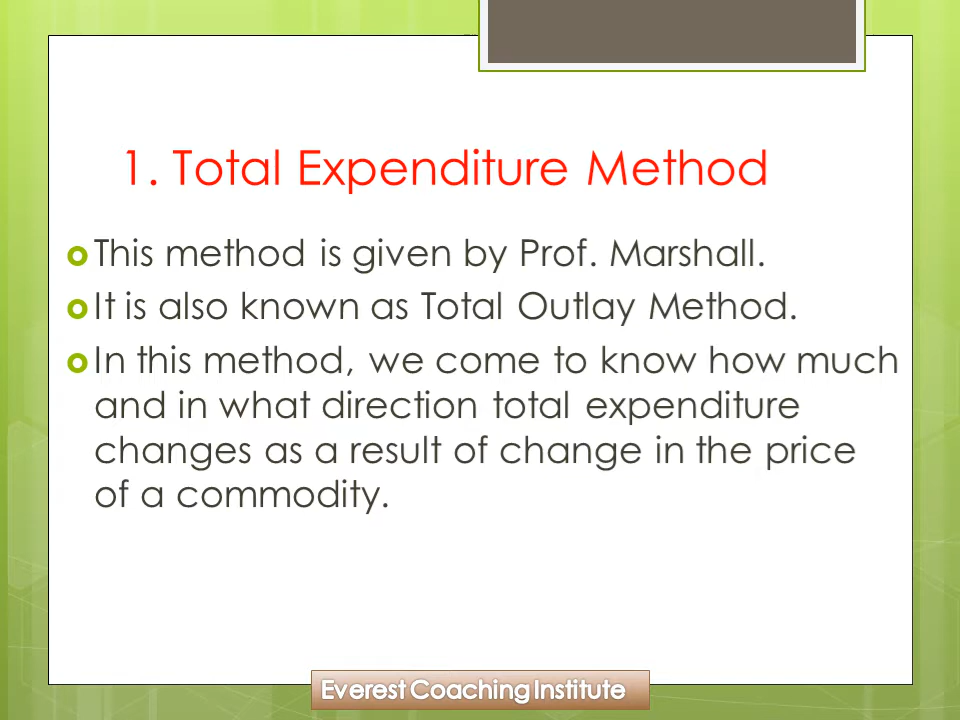 1. Total Expenditure Method
This method is given by Prof. Marshall.
It is also known as Total Outlay Method.
In this method, we come to know how much
and in what direction total expenditure
changes as a result of change in the price
of a commodity.
Everest Coaching Institute